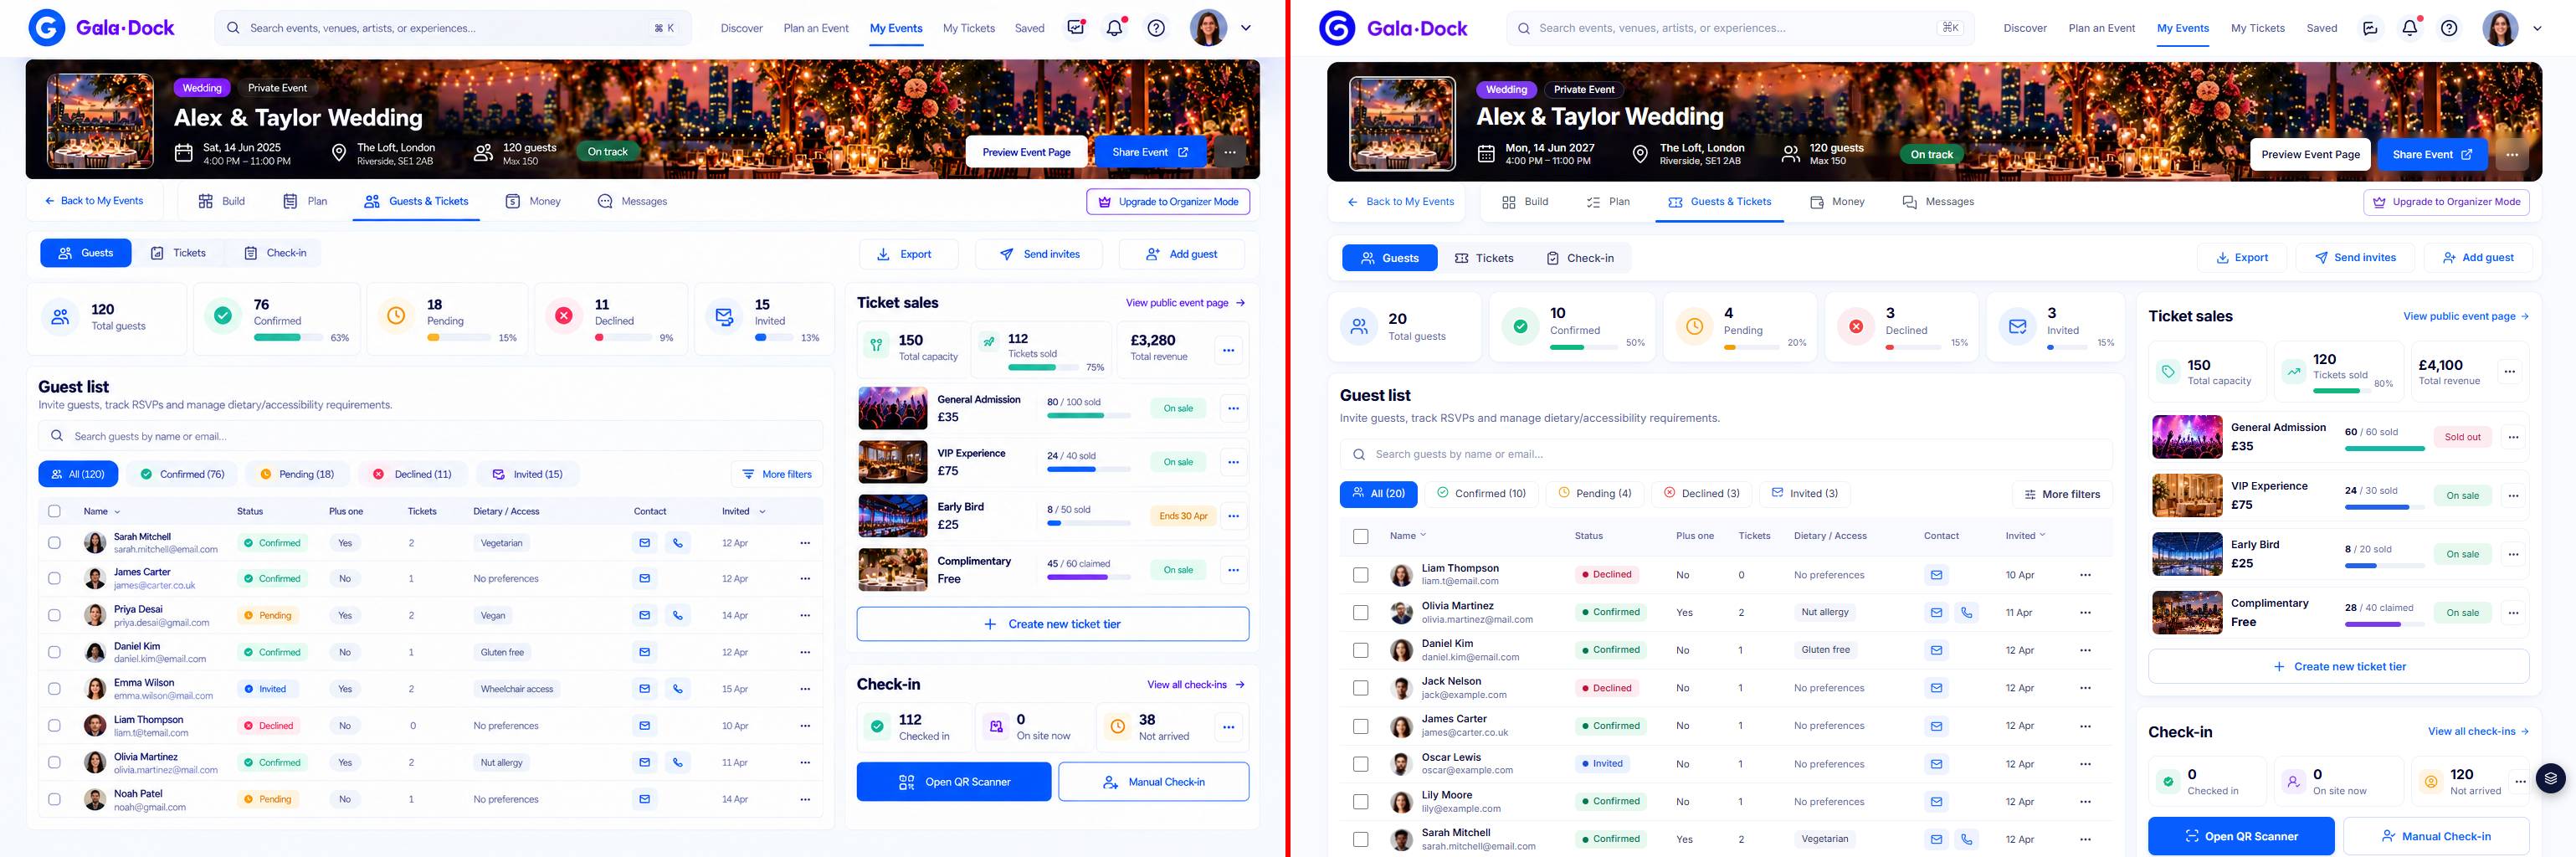 Gala·Dock
Search events, venues, artists, or experiences...
⌘ K
Discover
Plan an Event
My Events
My Tickets
Saved
Wedding
Private Event
Alex & Taylor Wedding
Sat, 14 Jun 2025
4:00 PM – 11:00 PM
The Loft, London
Riverside, SE1 2AB
120 guests
Max 150
On track
Preview Event Page
Share Event
Back to My Events
Build
Plan
Guests & Tickets
Money
Messages
Upgrade to Organizer Mode
Guests
Tickets
Check-in
Export
Send invites
Add guest
120
Total guests
76
Confirmed
63%
18
Pending
15%
11
Declined
9%
15
Invited
13%
Guest list
Invite guests, track RSVPs and manage dietary/accessibility requirements.
Search guests by name or email...
All (120)
Confirmed (76)
Pending (18)
Declined (11)
Invited (15)
More filters
Name Status Plus one Tickets Dietary / Access Contact Invited
Sarah Mitchell
sarah.mitchell@email.com
Confirmed Yes 2 Vegetarian 12 Apr
James Carter
james@carter.co.uk
Confirmed No 1 No preferences 12 Apr
Priya Desai
priya.desai@gmail.com
Pending Yes 2 Vegan 14 Apr
Daniel Kim
daniel.kim@email.com
Confirmed No 1 Gluten free 12 Apr
Emma Wilson
emma.wilson@mail.com
Invited Yes 2 Wheelchair access 15 Apr
Liam Thompson
liam.t@temail.com
Declined No 0 No preferences 10 Apr
Olivia Martinez
olivia.martinez@mail.com
Confirmed Yes 2 Nut allergy 11 Apr
Noah Patel
noah@gmail.com
Pending No 1 No preferences 14 Apr
Ticket sales
View public event page
150
Total capacity
112
Tickets sold
75%
£3,280
Total revenue
General Admission
£35
80 / 100 sold
On sale
VIP Experience
£75
24 / 40 sold
On sale
Early Bird
£25
8 / 50 sold
Ends 30 Apr
Complimentary
Free
45 / 60 claimed
On sale
Create new ticket tier
Check-in
View all check-ins
112
Checked in
0
On site now
38
Not arrived
Open QR Scanner
Manual Check-in
Gala·Dock
Search events, venues, artists, or experiences...
⌘K
Discover
Plan an Event
My Events
My Tickets
Saved
Wedding
Private Event
Alex & Taylor Wedding
Mon, 14 Jun 2027
4:00 PM – 11:00 PM
The Loft, London
Riverside, SE1 2AB
120 guests
Max 150
On track
Preview Event Page
Share Event
Back to My Events
Build
Plan
Guests & Tickets
Money
Messages
Upgrade to Organizer Mode
Guests
Tickets
Check-in
Export
Send invites
Add guest
20
Total guests
10
Confirmed
50%
4
Pending
20%
3
Declined
15%
3
Invited
15%
Guest list
Invite guests, track RSVPs and manage dietary/accessibility requirements.
Search guests by name or email...
All (20)
Confirmed (10)
Pending (4)
Declined (3)
Invited (3)
More filters
Name Status Plus one Tickets Dietary / Access Contact Invited
Liam Thompson
liam.t@email.com
Declined No 0 No preferences 10 Apr
Olivia Martinez
olivia.martinez@mail.com
Confirmed Yes 2 Nut allergy 11 Apr
Daniel Kim
daniel.kim@email.com
Confirmed No 1 Gluten free 12 Apr
Jack Nelson
jack@example.com
Declined No 1 No preferences 12 Apr
James Carter
james@carter.co.uk
Confirmed No 1 No preferences 12 Apr
Oscar Lewis
oscar@example.com
Invited No 1 No preferences 12 Apr
Lily Moore
lily@example.com
Confirmed No 1 No preferences 12 Apr
Sarah Mitchell
sarah.mitchell@email.com
Confirmed Yes 2 Vegetarian 12 Apr
Ticket sales
View public event page
150
Total capacity
120
Tickets sold
80%
£4,100
Total revenue
General Admission
£35
60 / 60 sold
Sold out
VIP Experience
£75
24 / 30 sold
On sale
Early Bird
£25
8 / 20 sold
On sale
Complimentary
Free
28 / 40 claimed
On sale
Create new ticket tier
Check-in
View all check-ins
0
Checked in
0
On site now
120
Not arrived
Open QR Scanner
Manual Check-in